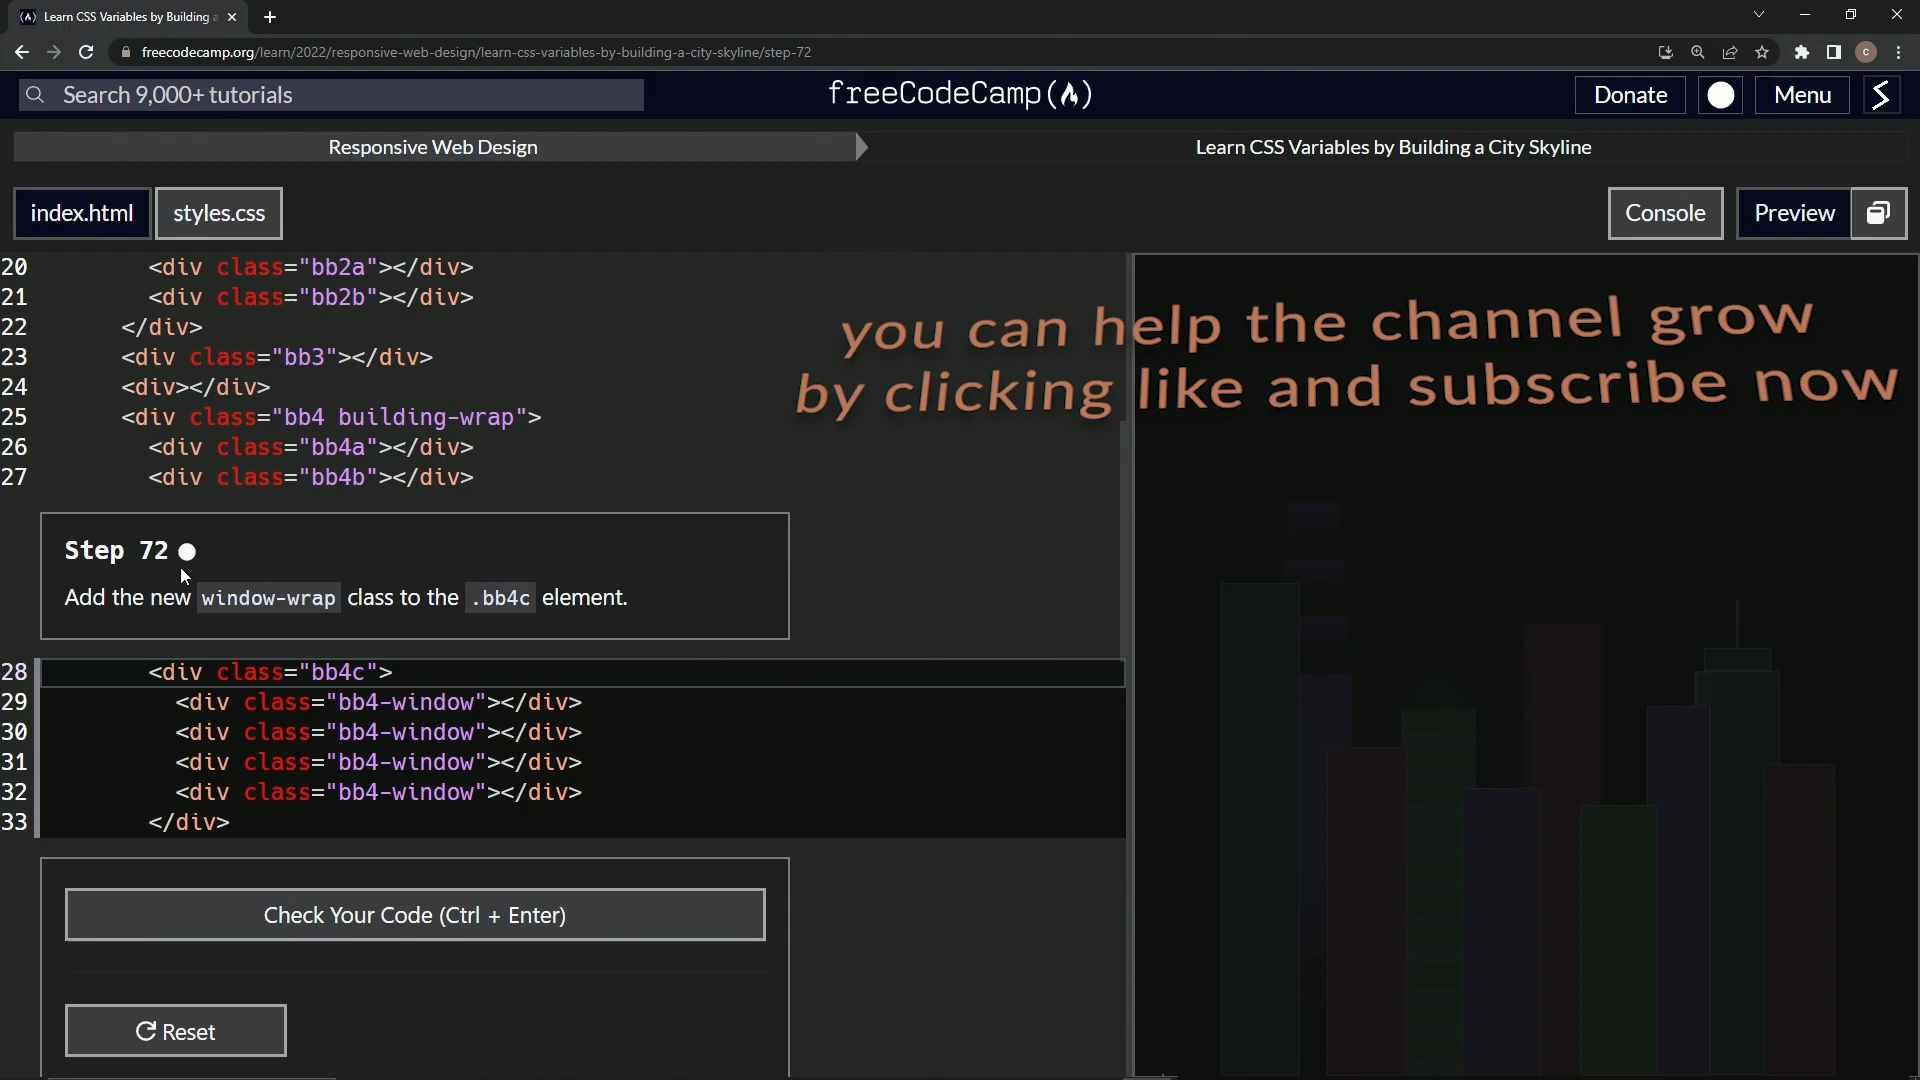 Learn CSS Variables by Building a
freecodecamp.org/learn/2022/responsive-web-design/learn-css-variables-by-building-a-city-skyline/step-72
C
Search 9,000+ tutorials
freeCodeCamp
Donate
Menu
Responsive Web Design
Learn CSS Variables by Building a City Skyline
index.html
styles.css
Console
Preview
20 <div class="bb2a"></div>
21 <div class="bb2b"></div>
22 </div>
23 <div class="bb3"></div>
24 <div></div>
25 <div class="bb4 building-wrap">
26 <div class="bb4a"></div>
27 <div class="bb4b"></div>
you can help the channel grow
by clicking like and subscribe now
Step 72
Add the new window-wrap class to the .bb4c element.
28 <div class="bb4c">
29 <div class="bb4-window"></div>
30 <div class="bb4-window"></div>
31 <div class="bb4-window"></div>
32 <div class="bb4-window"></div>
33 </div>
Check Your Code (Ctrl + Enter)
Reset